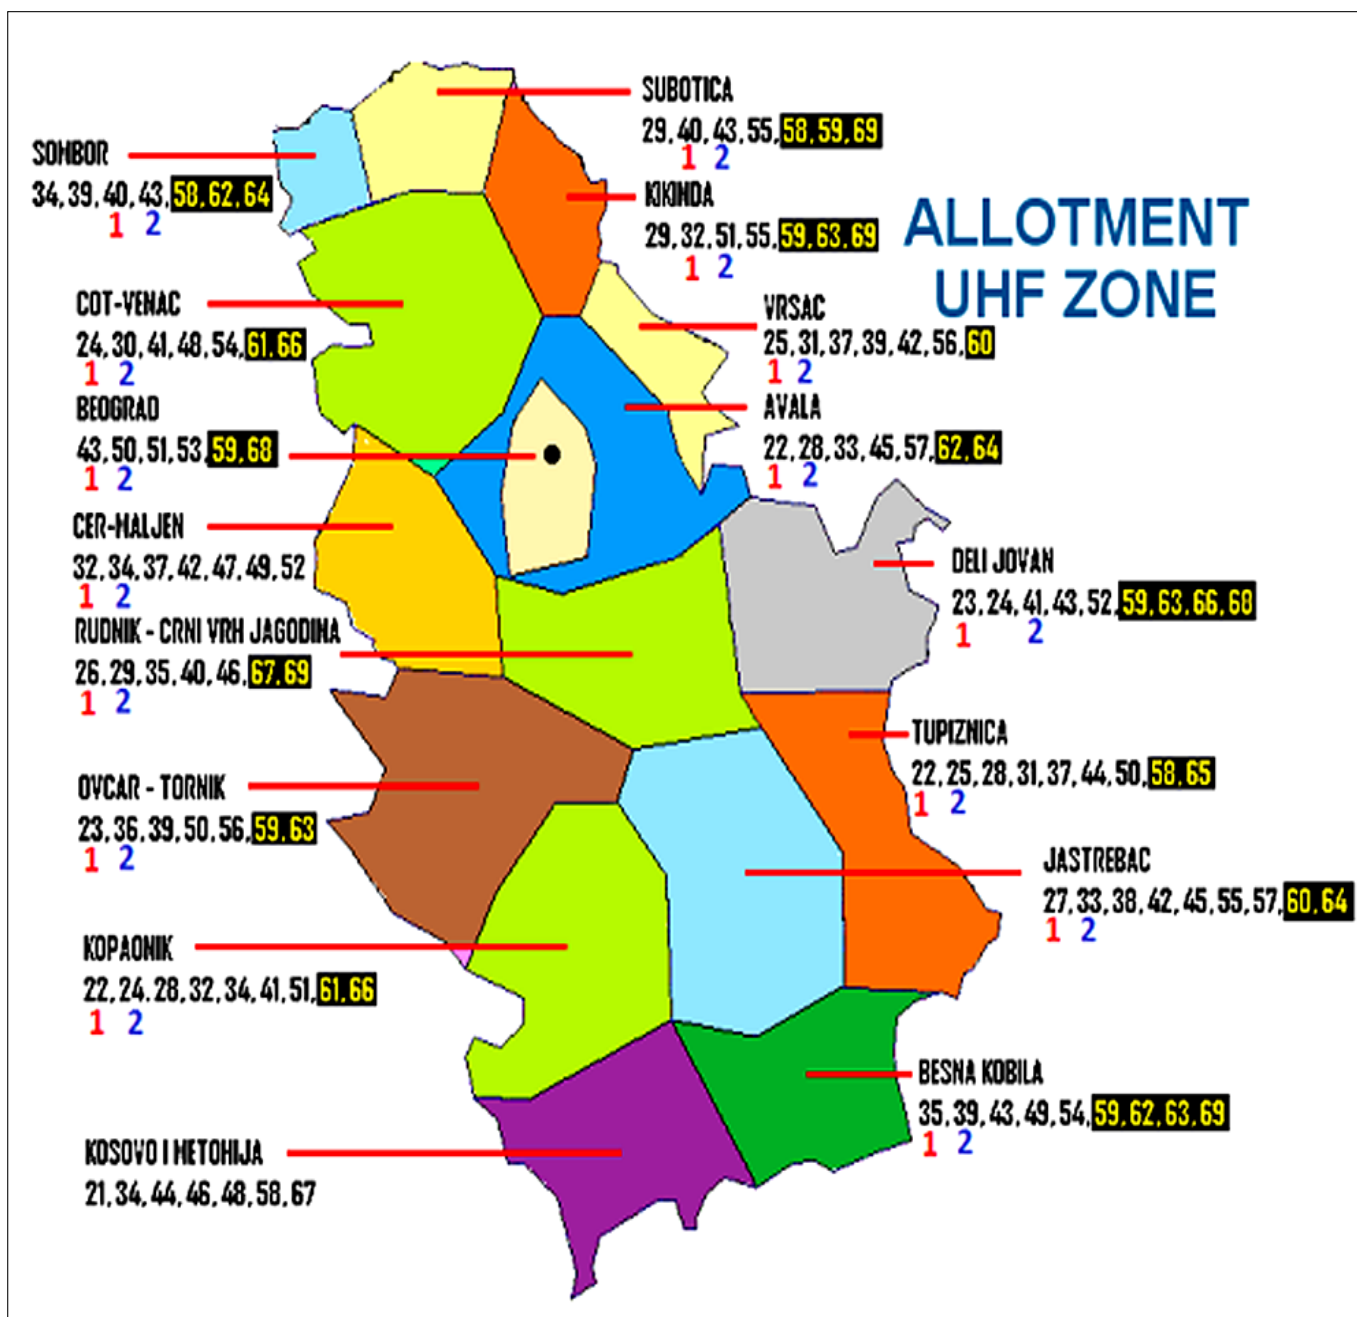 SUBOTICA
29,40,43,55,58,59,69
1 2
SOMBOR
34,39,40,43,58,62,64
1 2
KIKINDA
29,32,51,55,59,63,69
1 2
ALLOTMENT
UHF ZONE
COT-VENAC
24,30,41,48,54,61,66
1 2
VRSAC
25,31,37,39,42,56,60
1 2
BEOGRAD
43,50,51,53,59,68
1 2
AVALA
22,28,33,45,57,62,64
1 2
CER-MALJEN
32,34,37,42,47,49,52
1 2
DELI JOVAN
23,24,41,43,52,59,63,66,68
1 2
RUDNIK - CRNI VRH JAGODINA
26,29,35,40,46,67,69
1 2
TUPIZNICA
22,25,28,31,37,44,50,58,65
1 2
OVCAR - TORNIK
23,36,39,50,56,59,63
1 2
JASTREBAC
27,33,38,42,45,55,57,60,64
1 2
KOPAONIK
22,24.28,32,34,41,51,61,66
1 2
BESNA KOBILA
35,39,43,49,54,59,62,63,69
1 2
KOSOVO I METOHIJA
21,34,44,46,48,58,67